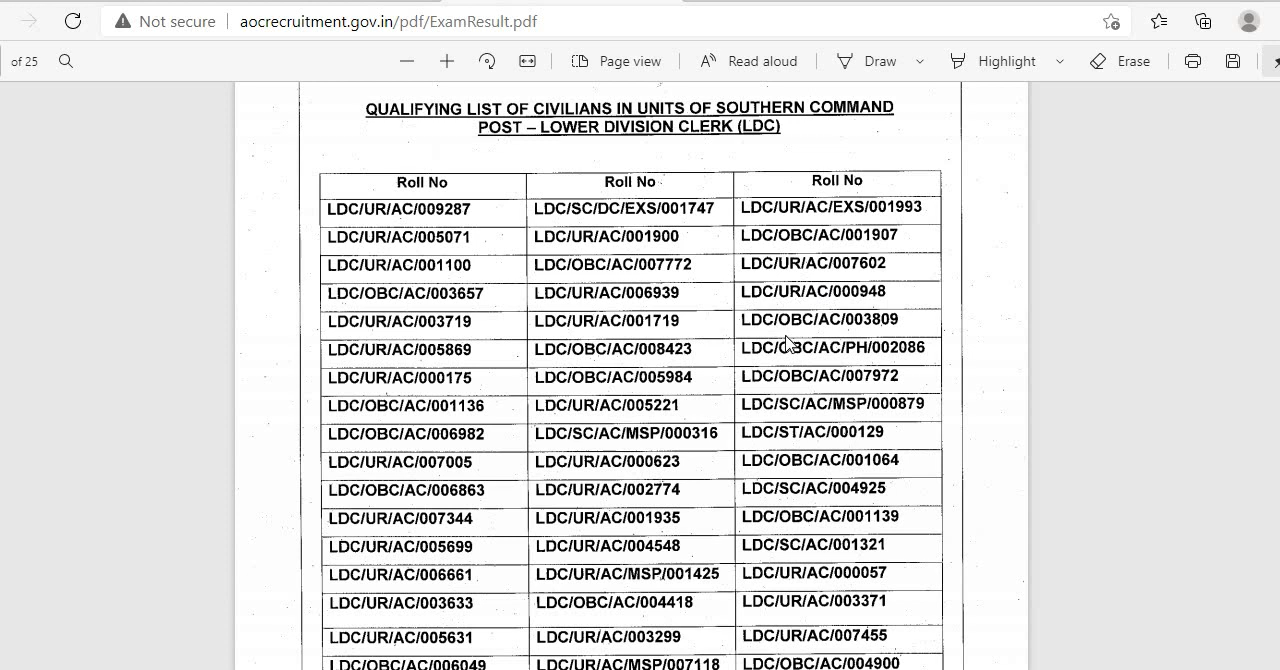 Not secure aocrecruitment.gov.in/pdf/ExamResult.pdf
of 25 Page view Read aloud Draw Highlight Erase
QUALIFYING LIST OF CIVILIANS IN UNITS OF SOUTHERN COMMAND
POST – LOWER DIVISION CLERK (LDC)
Roll No Roll No Roll No
LDC/UR/AC/009287 LDC/SC/DC/EXS/001747 LDC/UR/AC/EXS/001993
LDC/UR/AC/005071 LDC/UR/AC/001900 LDC/OBC/AC/001907
LDC/UR/AC/001100 LDC/OBC/AC/007772 LDC/UR/AC/007602
LDC/OBC/AC/003657 LDC/UR/AC/006939 LDC/UR/AC/000948
LDC/UR/AC/003719 LDC/UR/AC/001719 LDC/OBC/AC/003809
LDC/UR/AC/005869 LDC/OBC/AC/008423 LDC/OBC/AC/PH/002086
LDC/UR/AC/000175 LDC/OBC/AC/005984 LDC/OBC/AC/007972
LDC/OBC/AC/001136 LDC/UR/AC/005221 LDC/SC/AC/MSP/000879
LDC/OBC/AC/006982 LDC/SC/AC/MSP/000316 LDC/ST/AC/000129
LDC/UR/AC/007005 LDC/UR/AC/000623 LDC/OBC/AC/001064
LDC/OBC/AC/006863 LDC/UR/AC/002774 LDC/SC/AC/004925
LDC/UR/AC/007344 LDC/UR/AC/001935 LDC/OBC/AC/001139
LDC/UR/AC/005699 LDC/UR/AC/004548 LDC/SC/AC/001321
LDC/UR/AC/006661 LDC/UR/AC/MSP/001425 LDC/UR/AC/000057
LDC/UR/AC/003633 LDC/OBC/AC/004418 LDC/UR/AC/003371
LDC/UR/AC/005631 LDC/UR/AC/003299 LDC/UR/AC/007455
LDC/OBC/AC/006049 LDC/UR/AC/MSP/007118 LDC/OBC/AC/004900